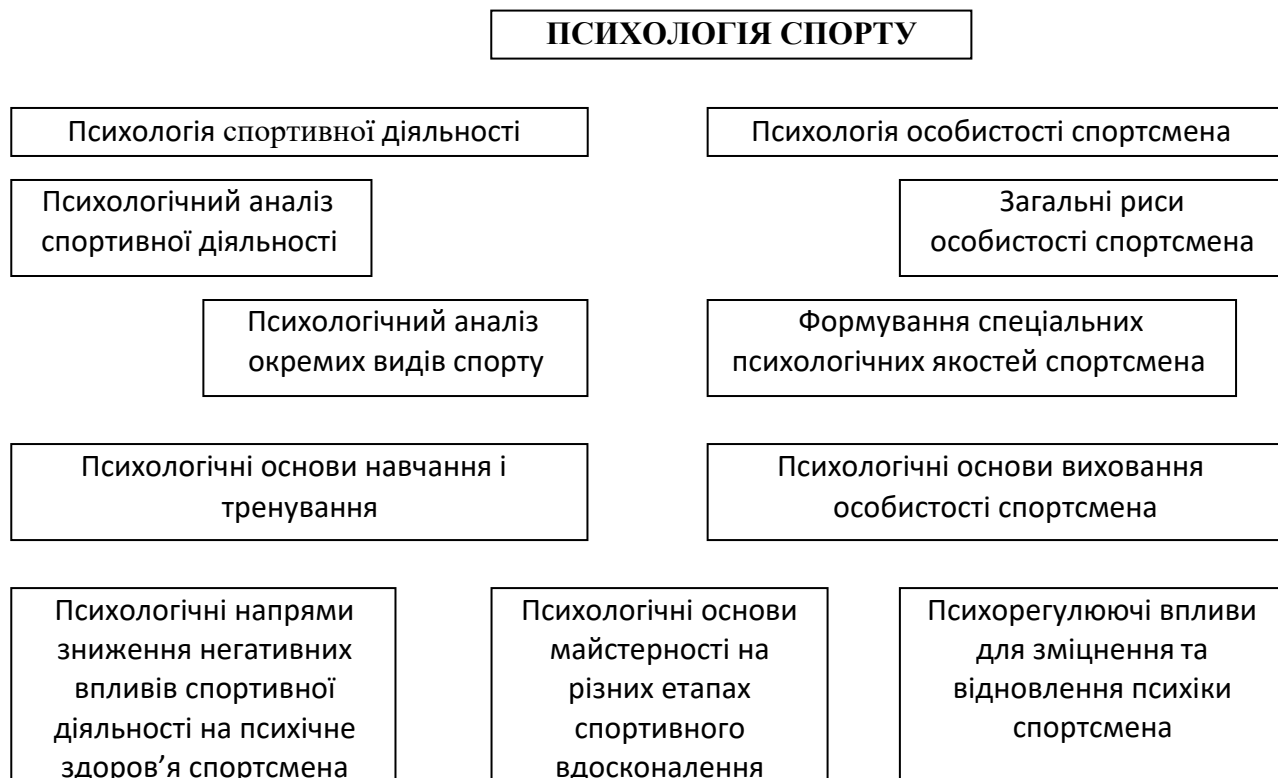 ПСИХОЛОГІЯ СПОРТУ
Психологія спортивної діяльності
Психологія особистості спортсмена
Психологічний аналіз
спортивної діяльності
Загальні риси
особистості спортсмена
Психологічний аналіз
окремих видів спорту
Формування спеціальних
психологічних якостей спортсмена
Психологічні основи навчання і
тренування
Психологічні основи виховання
особистості спортсмена
Психологічні напрями
зниження негативних
впливів спортивної
діяльності на психічне
здоров’я спортсмена
Психологічні основи
майстерності на
різних етапах
спортивного
вдосконалення
Психорегулюючі впливи
для зміцнення та
відновлення психіки
спортсмена